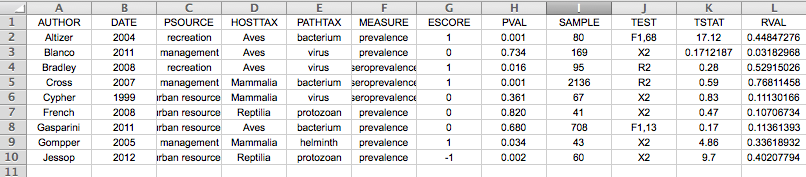 A B C D E F G H I J K L
1 AUTHOR DATE PSOURCE HOSTTAX PATHTAX MEASURE ESCORE PVAL SAMPLE TEST TSTAT RVAL
2 Altizer 2004 recreation Aves bacterium prevalence 1 0.001 80 F1,68 17.12 0.44847276
3 Blanco 2011 management Aves virus prevalence 0 0.734 169 X2 0.1712187 0.03182968
4 Bradley 2008 recreation Aves virus seroprevalence 1 0.016 95 R2 0.28 0.52915026
5 Cross 2007 management Mammalia bacterium seroprevalence 1 0.001 2136 R2 0.59 0.76811458
6 Cypher 1999 urban resource Mammalia virus seroprevalence 0 0.361 67 X2 0.83 0.11130166
7 French 2008 urban resource Reptilia protozoan prevalence 0 0.820 41 X2 0.47 0.10706734
8 Gasparini 2011 urban resource Aves bacterium prevalence 0 0.680 708 F1,13 0.17 0.11361393
9 Gompper 2005 management Mammalia helminth prevalence 1 0.034 43 X2 4.86 0.33618932
10 Jessop 2012 urban resource Reptilia protozoan prevalence -1 0.002 60 X2 9.7 0.40207794
11